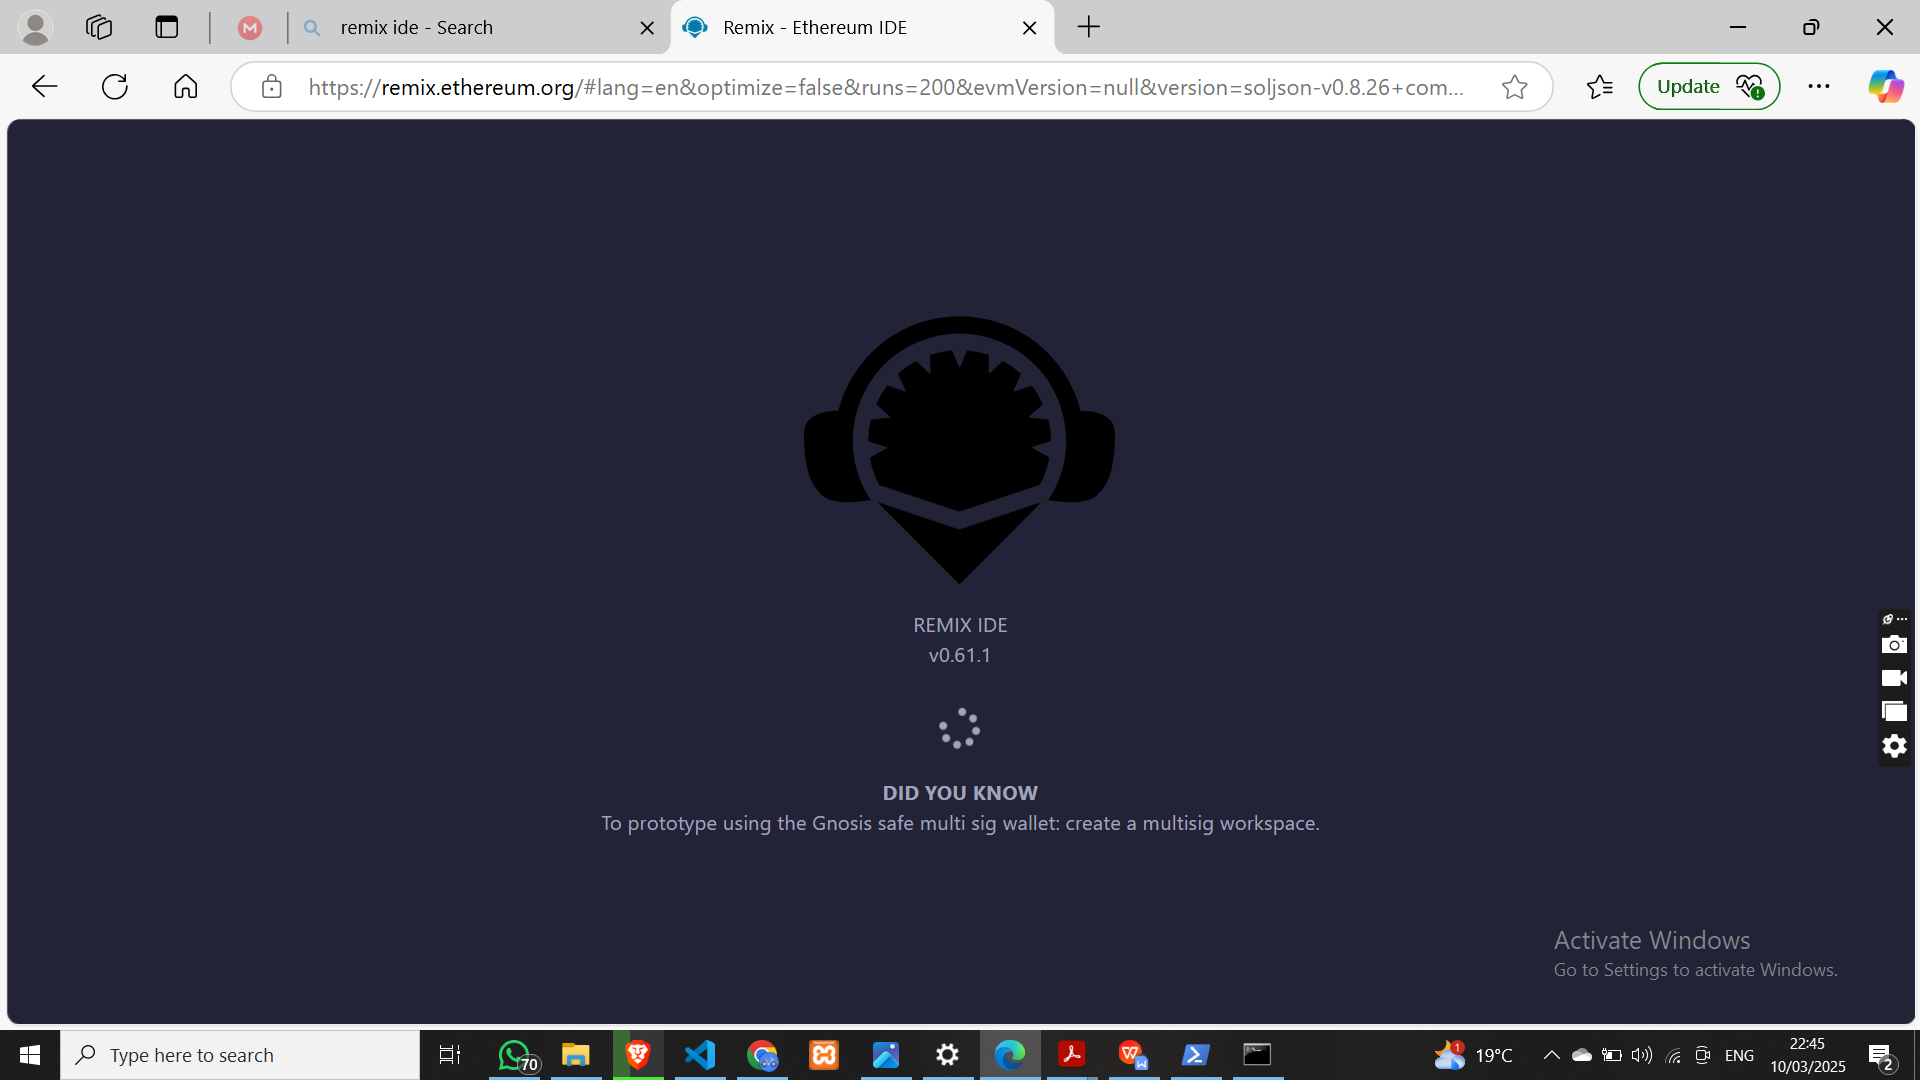 M
remix ide - Search
Remix - Ethereum IDE
https://remix.ethereum.org/#lang=en&optimize=false&runs=200&evmVersion=null&version=soljson-v0.8.26+com...
Update
REMIX IDE
v0.61.1
DID YOU KNOW
To prototype using the Gnosis safe multi sig wallet: create a multisig workspace.
Activate Windows
Go to Settings to activate Windows.
Type here to search
70
1
19°C
ENG
22:45
10/03/2025
2